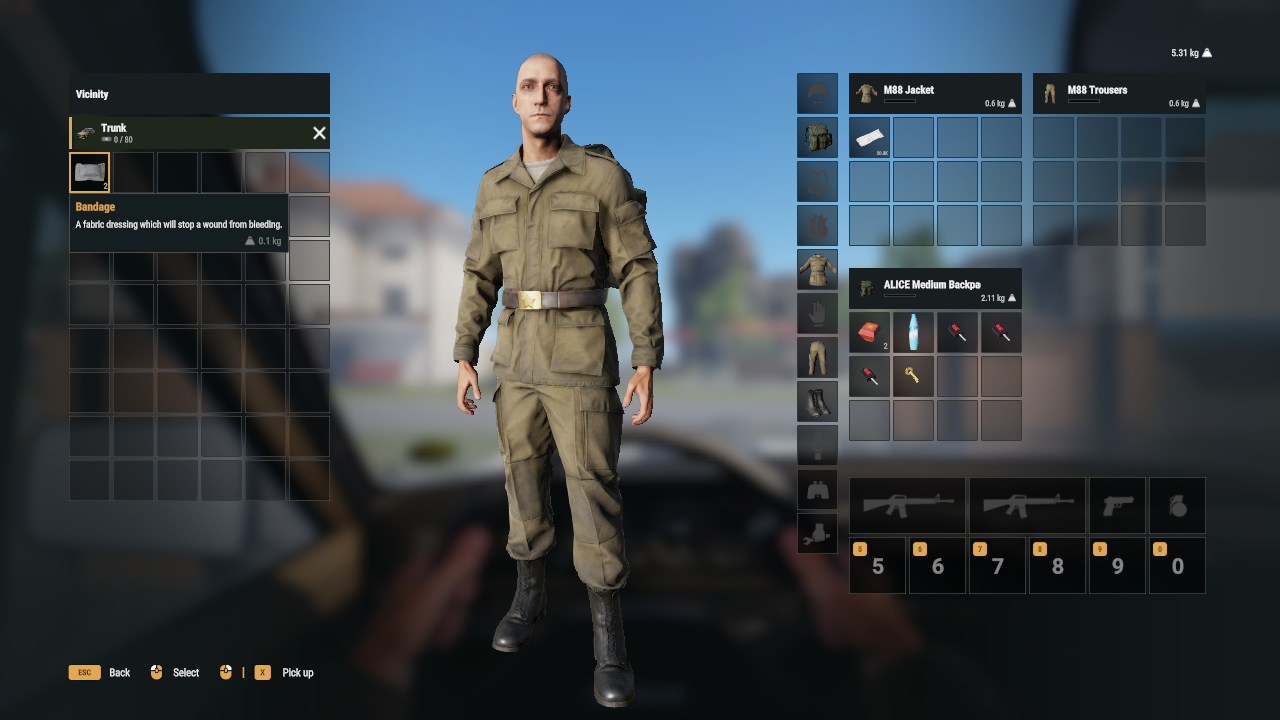 5.31 kg
Vicinity
Trunk
0 / 80
2
Bandage
A fabric dressing which will stop a wound from bleeding.
0.1 kg
M88 Jacket
0.6 kg
M88 Trousers
0.6 kg
ALICE Medium Backpa
2.11 kg
2
5 6 7 8 9 0
5 6 7 8 9 0
ESC Back Select | X Pick up